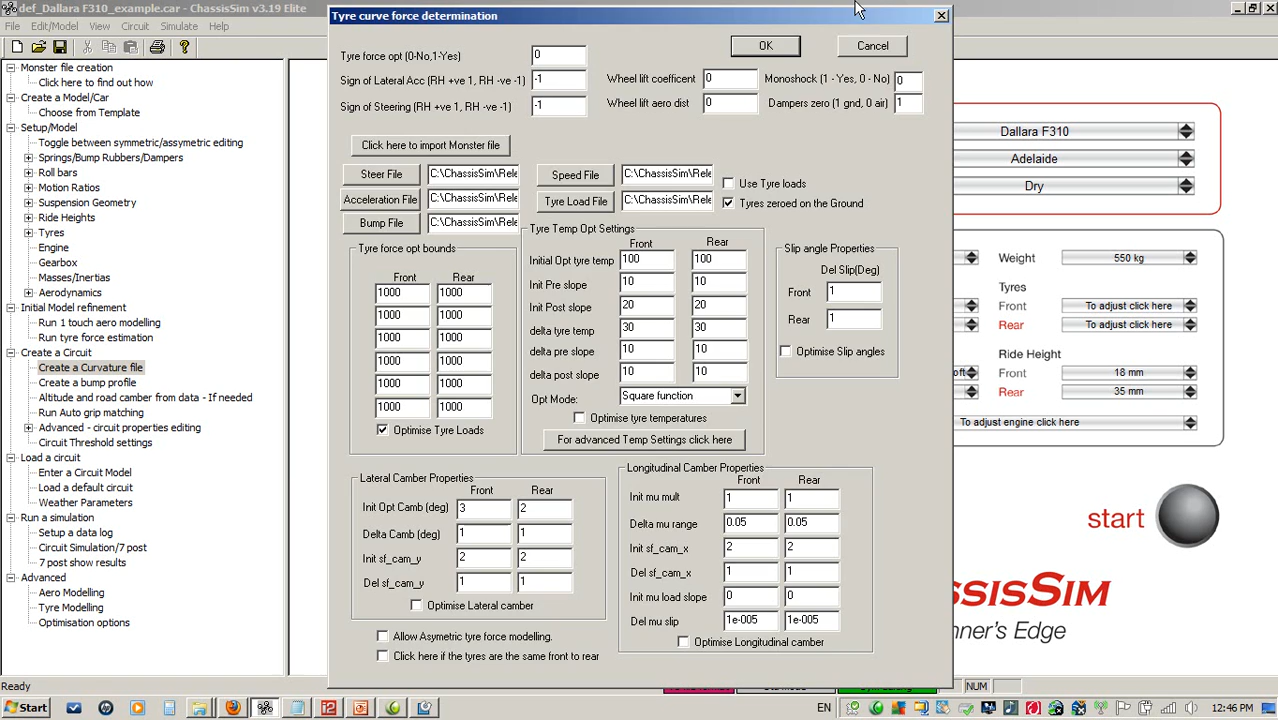 def_Dallara F310_example.car - ChassisSim v3.19 Elite
File Edit/Model View Circuit Simulate Help
Monster file creation
Click here to find out how
Create a Model/Car
Choose from Template
Setup/Model
Toggle between symmetric/assymetric editing
Springs/Bump Rubbers/Dampers
Roll bars
Motion Ratios
Suspension Geometry
Ride Heights
Tyres
Engine
Gearbox
Masses/Inertias
Aerodynamics
Initial Model refinement
Run 1 touch aero modelling
Run tyre force estimation
Create a Circuit
Create a Curvature file
Create a bump profile
Altitude and road camber from data - If needed
Run Auto grip matching
Advanced - circuit properties editing
Circuit Threshold settings
Load a circuit
Enter a Circuit Model
Load a default circuit
Weather Parameters
Run a simulation
Setup a data log
Circuit Simulation/7 post
7 post show results
Advanced
Aero Modelling
Tyre Modelling
Optimisation options
Ready
Tyre curve force determination
OK Cancel
Tyre force opt (0-No,1-Yes) 0
Sign of Lateral Acc (RH +ve 1, RH -ve -1) -1
Sign of Steering (RH +ve 1, RH -ve -1) -1
Wheel lift coefficent 0
Wheel lift aero dist 0
Monoshock (1 - Yes, 0 - No) 0
Dampers zero (1 gnd, 0 air) 1
Click here to import Monster file
Steer File C:\ChassisSim\Rele
Acceleration File C:\ChassisSim\Rele
Bump File C:\ChassisSim\Rele
Speed File C:\ChassisSim\Rele
Tyre Load File C:\ChassisSim\Rele
Use Tyre loads
Tyres zeroed on the Ground
Tyre force opt bounds
Front Rear
1000 1000
1000 1000
1000 1000
1000 1000
1000 1000
1000 1000
Optimise Tyre Loads
Tyre Temp Opt Settings
Front Rear
Initial Opt tyre temp 100 100
Init Pre slope 10 10
Init Post slope 20 20
delta tyre temp 30 30
delta pre slope 10 10
delta post slope 10 10
Opt Mode: Square function
Optimise tyre temperatures
For advanced Temp Settings click here
Slip angle Properties
Del Slip(Deg)
Front 1
Rear 1
Optimise Slip angles
Lateral Camber Properties
Front Rear
Init Opt Camb (deg) 3 2
Delta Camb (deg) 1 1
Init sf_cam_y 2 2
Del sf_cam_y 1 1
Optimise Lateral camber
Allow Asymetric tyre force modelling.
Click here if the tyres are the same front to rear
Longitudinal Camber Properties
Front Rear
Init mu mult 1 1
Delta mu range 0.05 0.05
Init sf_cam_x 2 2
Del sf_cam_x 1 1
Init mu load slope 0 0
Del mu slip 1e-005 1e-005
Optimise Longitudinal camber
Dallara F310
Adelaide
Dry
Weight 550 kg
Tyres
Front To adjust click here
Rear To adjust click here
Ride Height
Front 18 mm
Rear 35 mm
To adjust engine click here
start
ssisSim
nner's Edge
NUM
Start
EN
12:46 PM